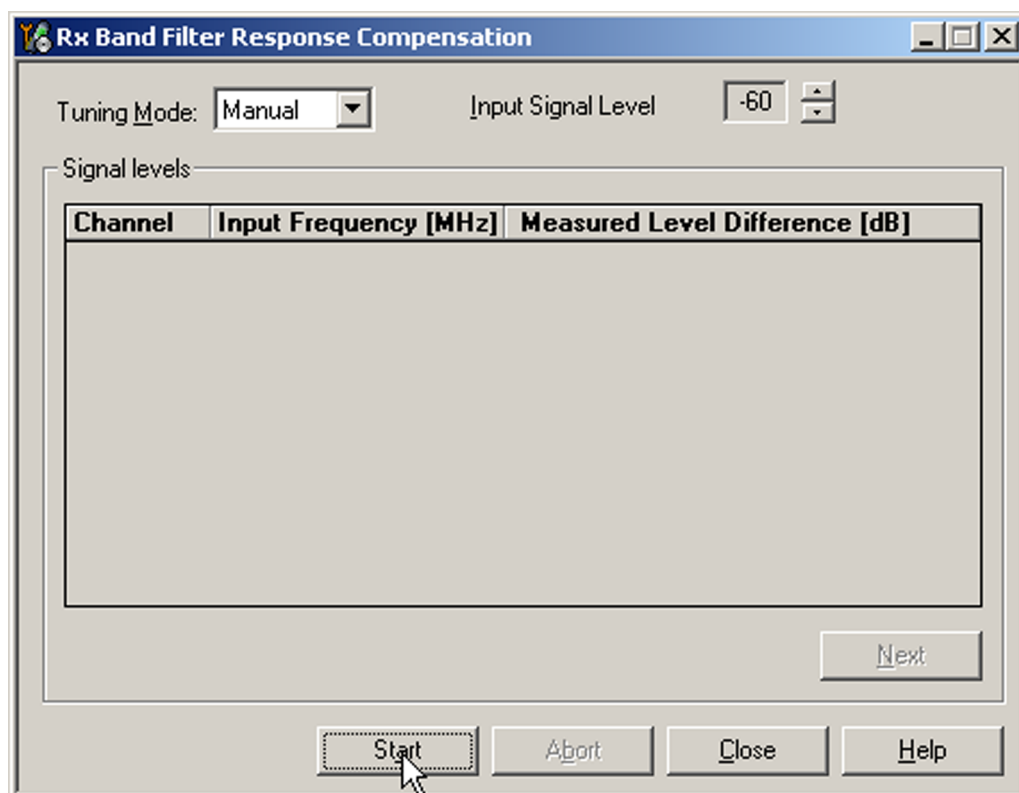 Rx Band Filter Response Compensation
Tuning Mode: Manual Input Signal Level -60
Signal levels
Channel Input Frequency [MHz] Measured Level Difference [dB]
Next
Start Abort Close Help